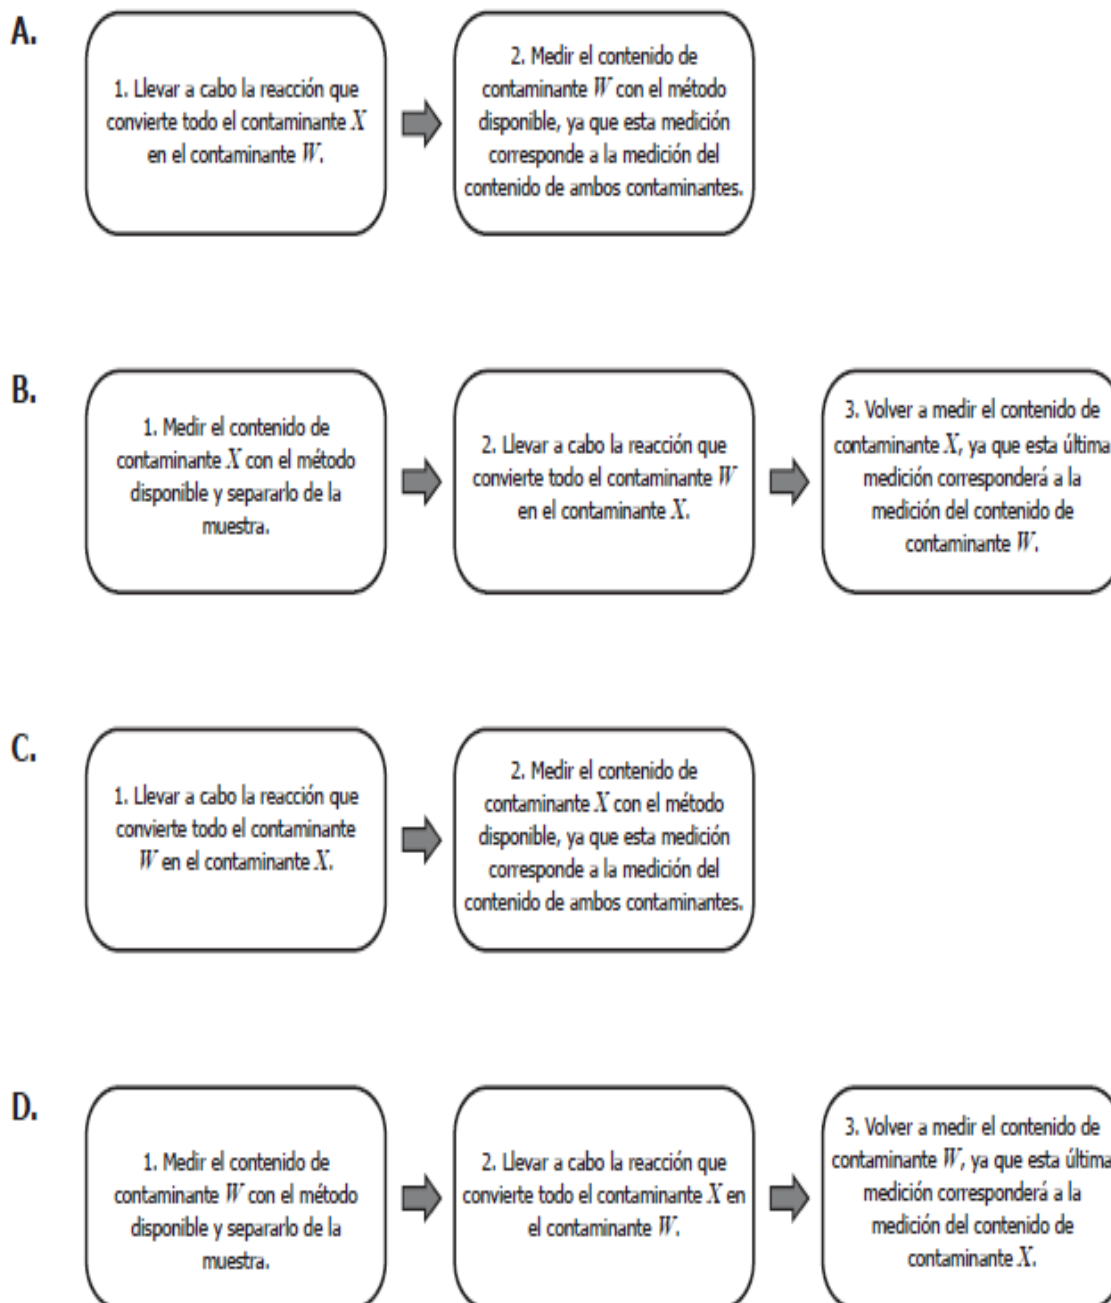 A.
1. Llevar a cabo la reacción que
convierte todo el contaminante X
en el contaminante W.
2. Medir el contenido de
contaminante W con el método
disponible, ya que esta medición
corresponde a la medición del
contenido de ambos contaminantes.
B.
1. Medir el contenido de
contaminante X con el método
disponible y separarlo de la
muestra.
2. Llevar a cabo la reacción que
convierte todo el contaminante W
en el contaminante X.
3. Volver a medir el contenido de
contaminante X, ya que esta última
medición corresponderá a la
medición del contenido de
contaminante W.
C.
1. Llevar a cabo la reacción que
convierte todo el contaminante
W en el contaminante X.
2. Medir el contenido de
contaminante X con el método
disponible, ya que esta medición
corresponde a la medición del
contenido de ambos contaminantes.
D.
1. Medir el contenido de
contaminante W con el método
disponible y separarlo de la
muestra.
2. Llevar a cabo la reacción que
convierte todo el contaminante X en
el contaminante W.
3. Volver a medir el contenido de
contaminante W, ya que esta última
medición corresponderá a la
medición del contenido de
contaminante X.